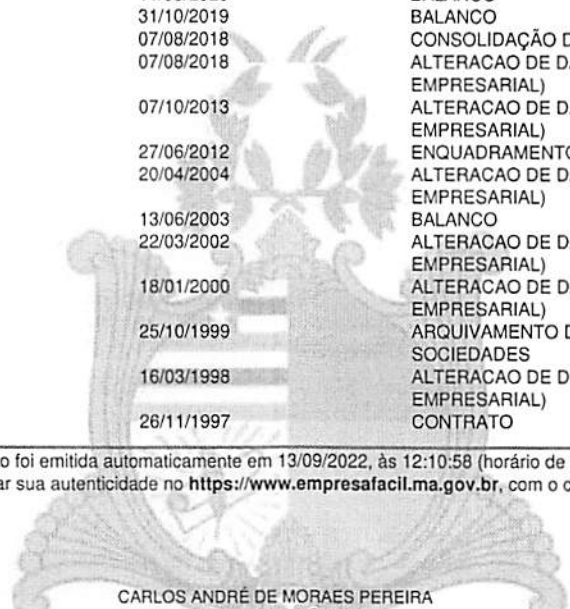 31/10/2019 BALANCO
07/08/2018 CONSOLIDAÇÃO D
07/08/2018 ALTERACAO DE D
EMPRESARIAL)
07/10/2013 ALTERACAO DE D
EMPRESARIAL)
27/06/2012 ENQUADRAMENTO
20/04/2004 ALTERACAO DE D
EMPRESARIAL)
13/06/2003 BALANCO
22/03/2002 ALTERACAO DE D
EMPRESARIAL)
18/01/2000 ALTERACAO DE D
EMPRESARIAL)
25/10/1999 ARQUIVAMENTO D
SOCIEDADES
16/03/1998 ALTERACAO DE D
EMPRESARIAL)
26/11/1997 CONTRATO
o foi emitida automaticamente em 13/09/2022, às 12:10:58 (horário de
ar sua autenticidade no https://www.empresafacil.ma.gov.br, com o c
CARLOS ANDRÉ DE MORAES PEREIRA